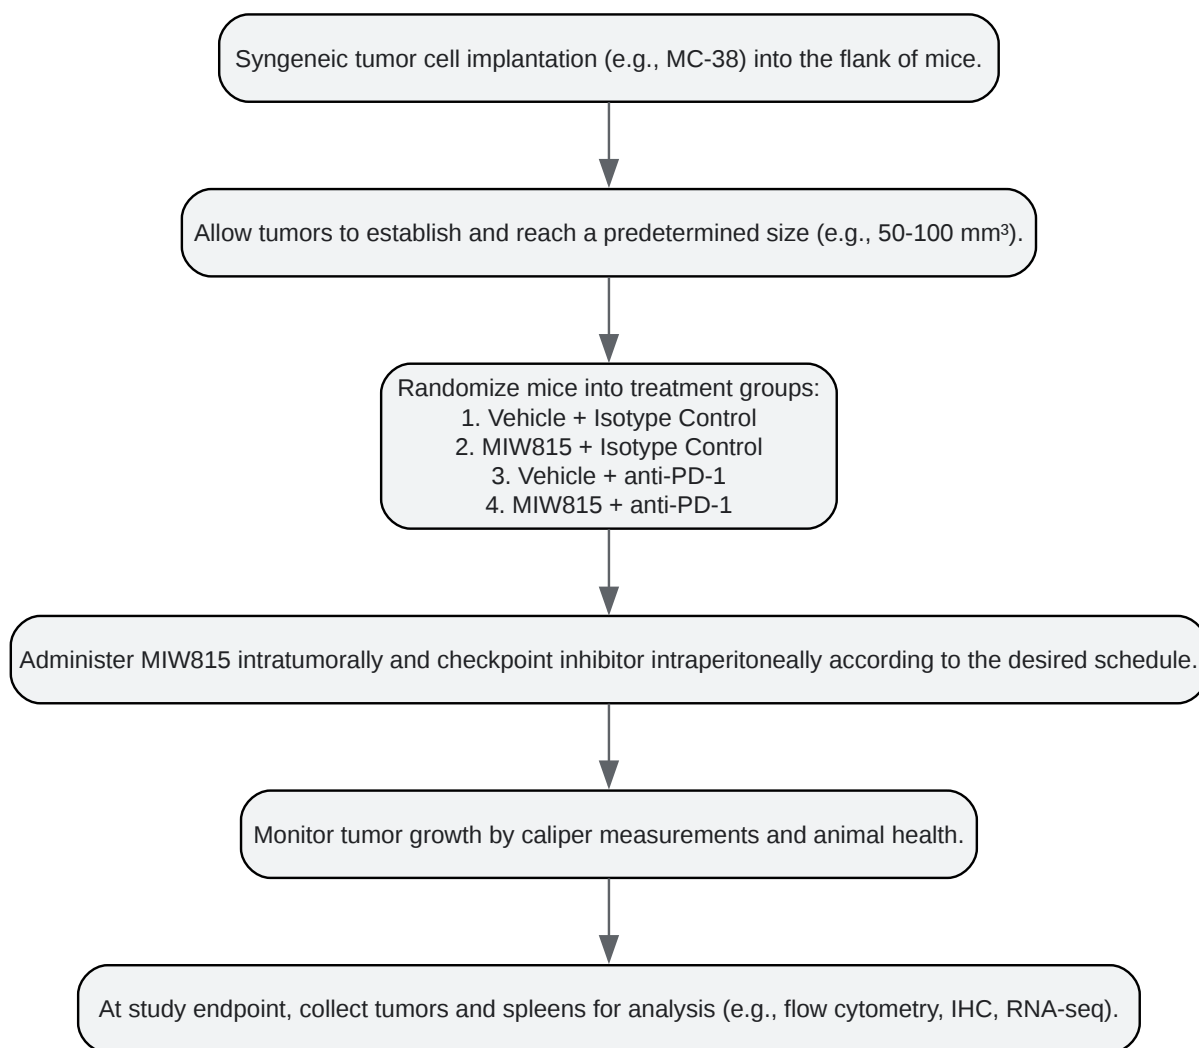 Syngeneic tumor cell implantation (e.g., MC-38) into the flank of mice.
Allow tumors to establish and reach a predetermined size (e.g., 50-100 mm³).
Randomize mice into treatment groups:
1. Vehicle + Isotype Control
2. MIW815 + Isotype Control
3. Vehicle + anti-PD-1
4. MIW815 + anti-PD-1
Administer MIW815 intratumorally and checkpoint inhibitor intraperitoneally according to the desired schedule.
Monitor tumor growth by caliper measurements and animal health.
At study endpoint, collect tumors and spleens for analysis (e.g., flow cytometry, IHC, RNA-seq).